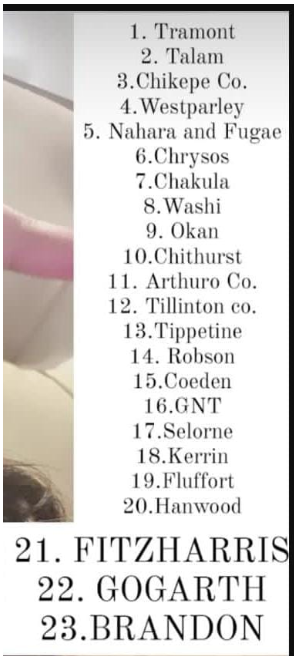 1. Tramont
2. Talam
3.Chikepe Co.
4.Westparley
5. Nahara and Fugae
6.Chrysos
7.Chakula
8.Washi
9. Okan
10.Chithurst
11. Arthuro Co.
12. Tillinton co.
13.Tippetine
14. Robson
15.Coeden
16.GNT
17.Selorne
18.Kerrin
19.Fluffort
20.Hanwood
21. FITZHARRIS
22. GOGARTH
23.BRANDON